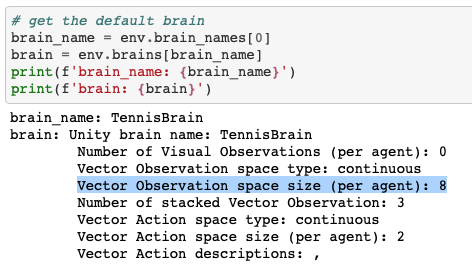 # get the default brain
brain_name = env.brain_names[0]
brain = env.brains[brain_name]
print(f'brain_name: {brain_name}')
print(f'brain: {brain}')
brain_name: TennisBrain
brain: Unity brain name: TennisBrain
Number of Visual Observations (per agent): 0
Vector Observation space type: continuous
Vector Observation space size (per agent): 8
Number of stacked Vector Observation: 3
Vector Action space type: continuous
Vector Action space size (per agent): 2
Vector Action descriptions: ,